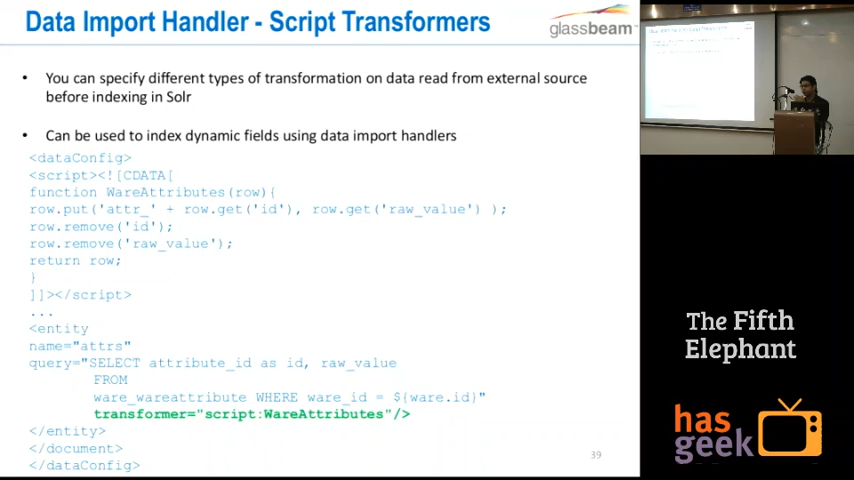 Data Import Handler - Script Transformers
glassbeam
• You can specify different types of transformation on data read from external source
before indexing in Solr
• Can be used to index dynamic fields using data import handlers
<dataConfig>
<script><![CDATA[
function WareAttributes(row){
row.put('attr_' + row.get('id'), row.get('raw_value') );
row.remove('id');
row.remove('raw_value');
return row;
}
]]></script>
...
<entity
name="attrs"
query="SELECT attribute_id as id, raw_value
FROM
ware_wareattribute WHERE ware_id = ${ware.id}"
transformer="script:WareAttributes"/>
</entity>
</document>
</dataConfig>
39
The Fifth
Elephant
has
geek